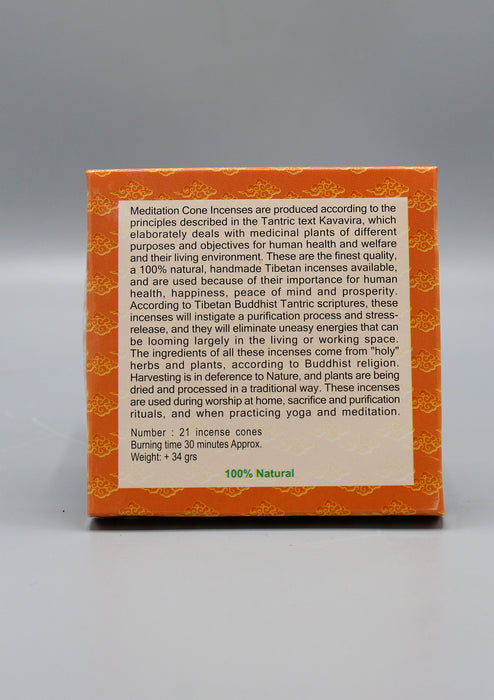 Meditation Cone Incenses are produced according to the
principles described in the Tantric text Kavavira, which
elaborately deals with medicinal plants of different
purposes and objectives for human health and welfare
and their living environment. These are the finest quality,
a 100% natural, handmade Tibetan incenses available,
and are used because of their importance for human
health, happiness, peace of mind and prosperity.
According to Tibetan Buddhist Tantric scriptures, these
incenses will instigate a purification process and stress-
release, and they will eliminate uneasy energies that can
be looming largely in the living or working space.
The ingredients of all these incenses come from "holy"
herbs and plants, according to Buddhist religion.
Harvesting is in deference to Nature, and plants are being
dried and processed in a traditional way. These incenses
are used during worship at home, sacrifice and purification
rituals, and when practicing yoga and meditation.
Number : 21 incense cones
Burning time 30 minutes Approx.
Weight: + 34 grs
100% Natural